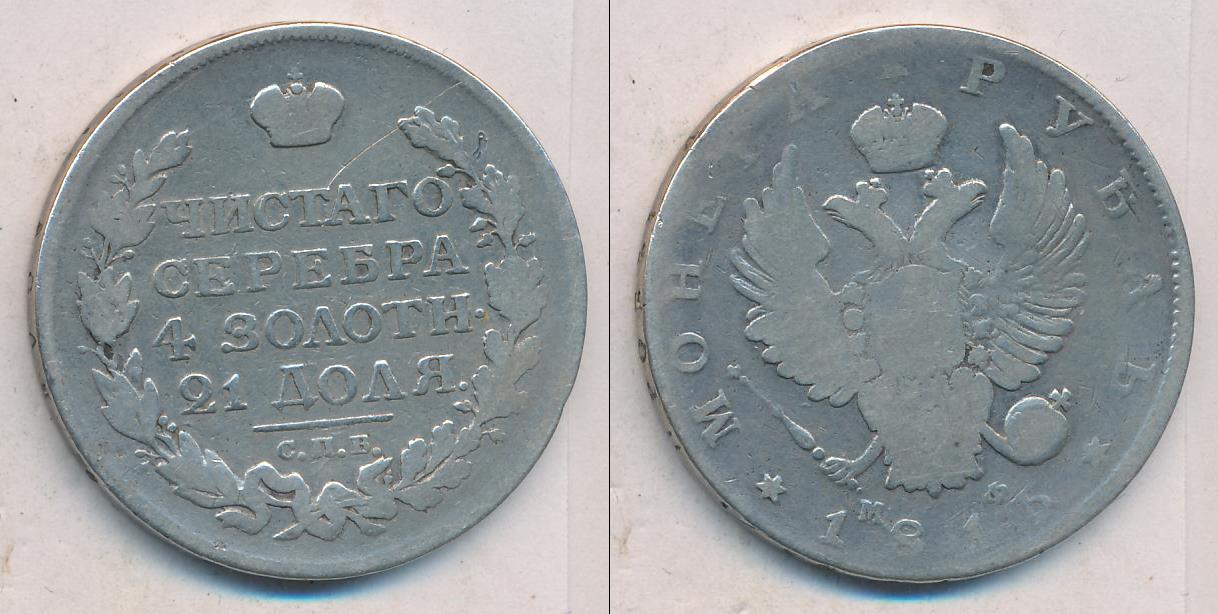 ЧИСТАГО
СЕРЕБРА
4 ЗОЛОТН.
21 ДОЛЯ.
С.П.Б.
МОНЕТА РУБЛЬ
М